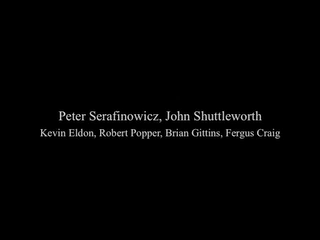 Peter Serafinowicz, John Shuttleworth
Kevin Eldon, Robert Popper, Brian Gittins, Fergus Craig